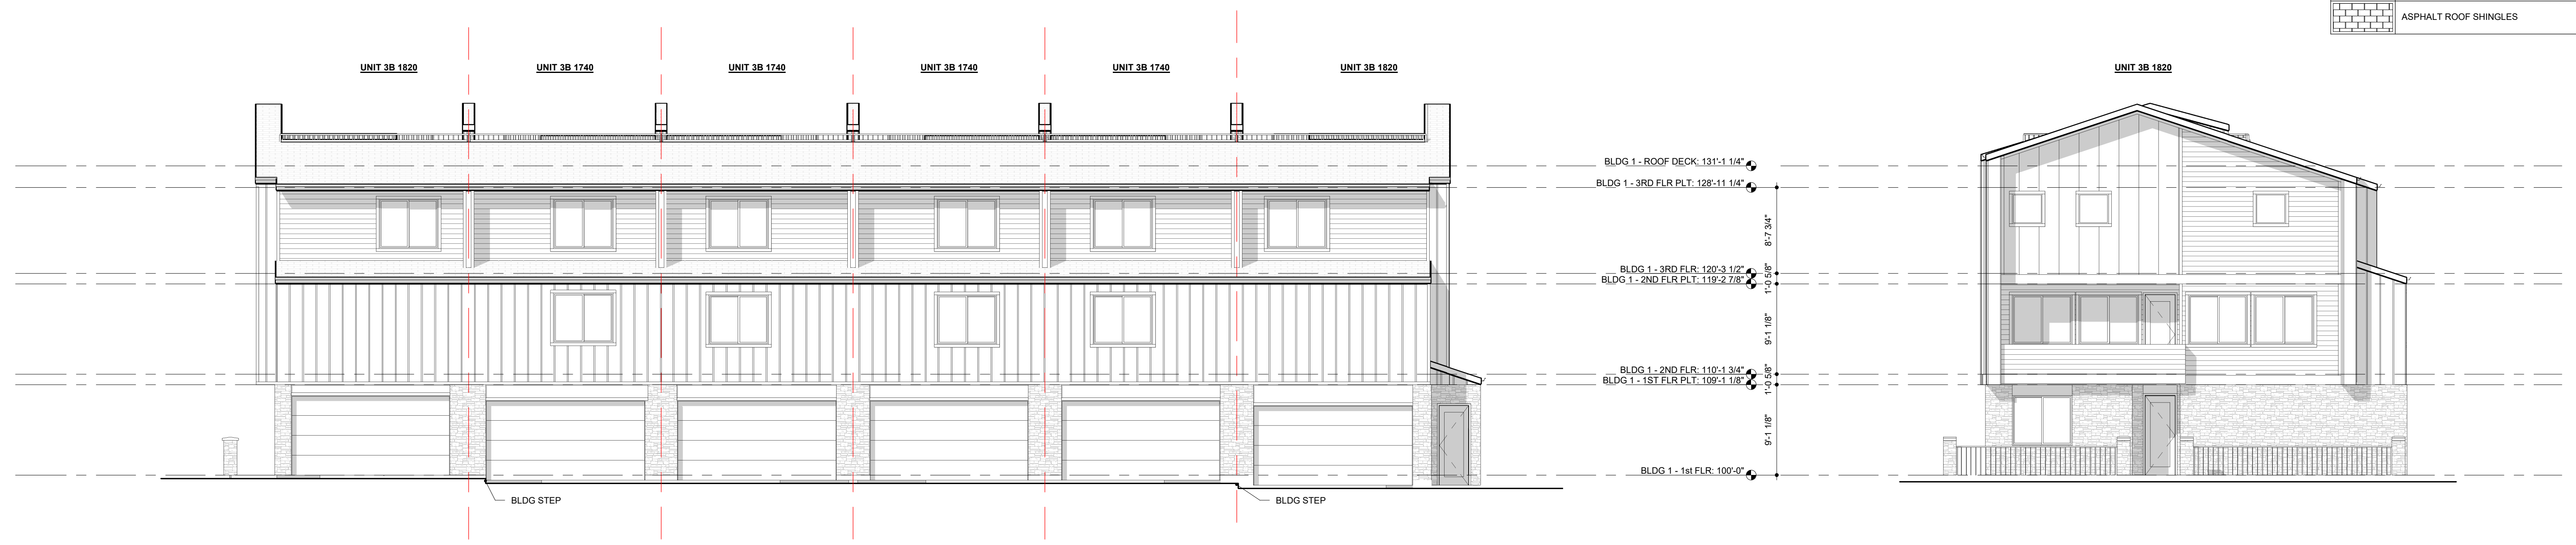 ASPHALT ROOF SHINGLES
UNIT 3B 1820
UNIT 3B 1740
UNIT 3B 1740
UNIT 3B 1740
UNIT 3B 1740
UNIT 3B 1820
UNIT 3B 1820
BLDG 1 - ROOF DECK: 131'-1 1/4"
BLDG 1 - 3RD FLR PLT: 128'-11 1/4"
8'-7 3/4"
BLDG 1 - 3RD FLR: 120'-3 1/2"
1'-0 5/8"
BLDG 1 - 2ND FLR PLT: 119'-2 7/8"
9'-1 1/8"
BLDG 1 - 2ND FLR: 110'-1 3/4"
1'-0 5/8"
BLDG 1 - 1ST FLR PLT: 109'-1 1/8"
9'-1 1/8"
BLDG 1 - 1st FLR: 100'-0"
BLDG STEP
BLDG STEP